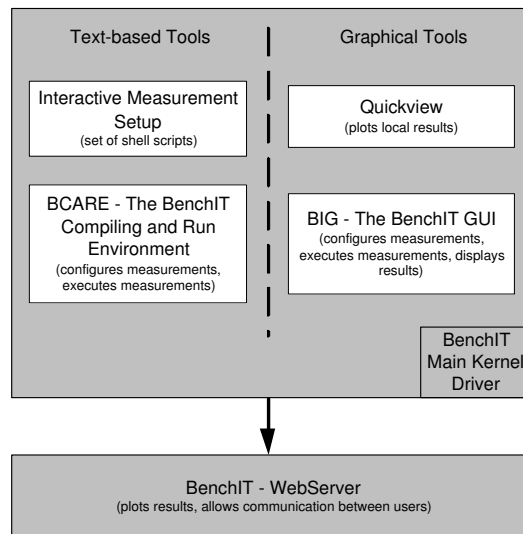 Text-based Tools
Graphical Tools
Interactive Measurement
Setup
(set of shell scripts)
Quickview
(plots local results)
BCARE - The BenchIT
Compiling and Run
Environment
(configures measurements,
executes measurements)
BIG - The BenchIT GUI
(configures measurements,
executes measurements, displays
results)
BenchIT
Main Kernel
Driver
BenchIT - WebServer
(plots results, allows communication between users)